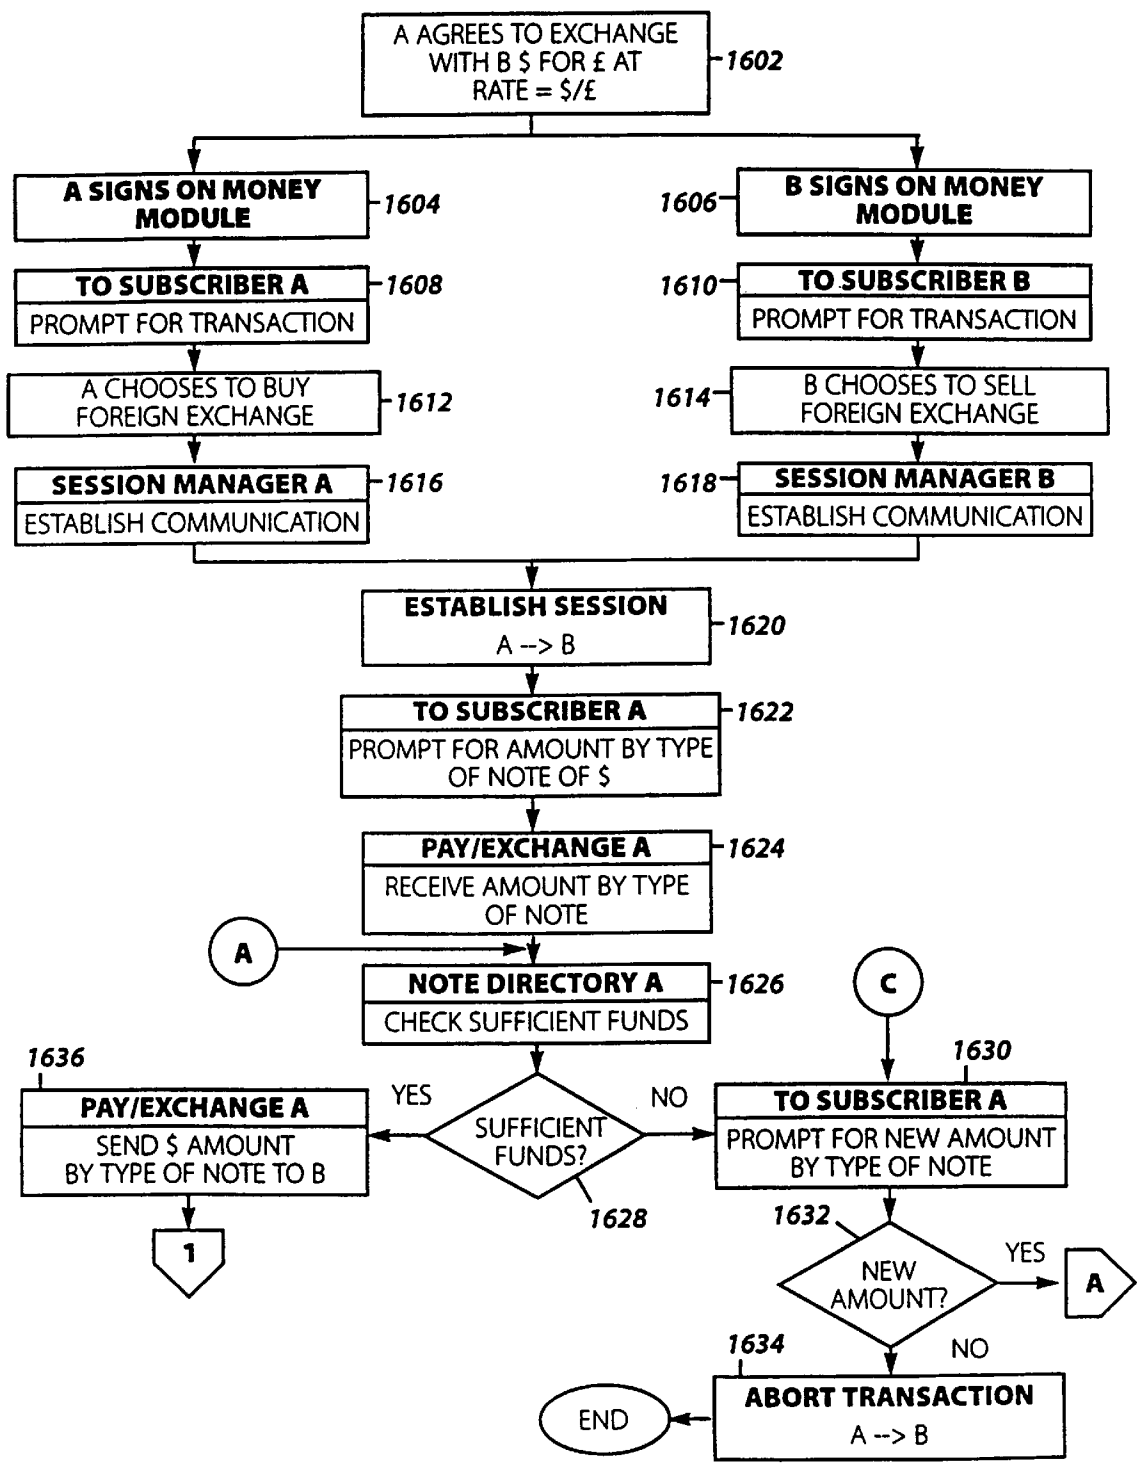 A AGREES TO EXCHANGE
WITH B $ FOR £ AT
RATE = $/£
1602
A SIGNS ON MONEY
MODULE
1604
1606
B SIGNS ON MONEY
MODULE
TO SUBSCRIBER A
PROMPT FOR TRANSACTION
1608
1610
TO SUBSCRIBER B
PROMPT FOR TRANSACTION
A CHOOSES TO BUY
FOREIGN EXCHANGE
1612
1614
B CHOOSES TO SELL
FOREIGN EXCHANGE
SESSION MANAGER A
ESTABLISH COMMUNICATION
1616
1618
SESSION MANAGER B
ESTABLISH COMMUNICATION
ESTABLISH SESSION
A --> B
1620
TO SUBSCRIBER A
PROMPT FOR AMOUNT BY TYPE
OF NOTE OF $
1622
PAY/EXCHANGE A
RECEIVE AMOUNT BY TYPE
OF NOTE
1624
A
NOTE DIRECTORY A
CHECK SUFFICIENT FUNDS
1626
C
SUFFICIENT
FUNDS?
1628
YES
NO
1636
PAY/EXCHANGE A
SEND $ AMOUNT
BY TYPE OF NOTE TO B
1
1630
TO SUBSCRIBER A
PROMPT FOR NEW AMOUNT
BY TYPE OF NOTE
1632
NEW
AMOUNT?
YES
A
NO
1634
ABORT TRANSACTION
A --> B
END